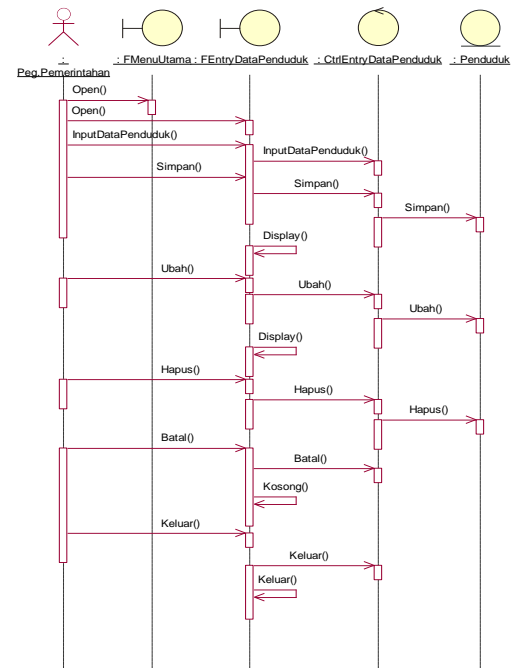 :
Peg.Pemerintahan
: FMenuUtama
: FEntryDataPenduduk
: CtrlEntryDataPenduduk
: Penduduk
Open()
Open()
InputDataPenduduk()
InputDataPenduduk()
Simpan()
Simpan()
Simpan()
Display()
Ubah()
Ubah()
Ubah()
Display()
Hapus()
Hapus()
Hapus()
Batal()
Batal()
Kosong()
Keluar()
Keluar()
Keluar()